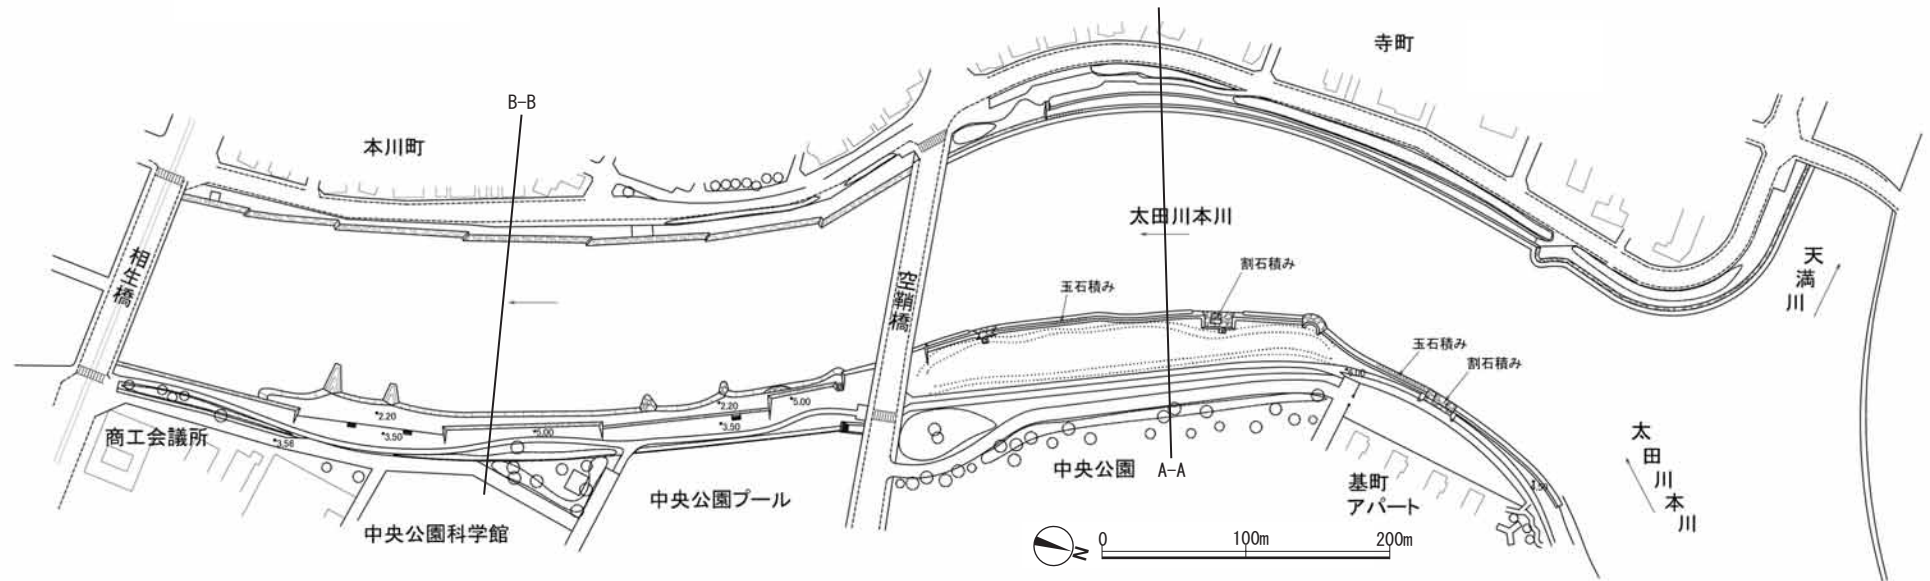 寺町
B-B
本川町
太田川本川
相生橋
空鞘橋
割石積み
玉石積み
天満川
玉石積み
割石積み
2.20
3.50
5.00
2.20
3.50
5.00
3.56
商工会議所
中央公園プール
中央公園科学館
中央公園
A-A
基町
アパート
太田川本川
N
0
100m
200m